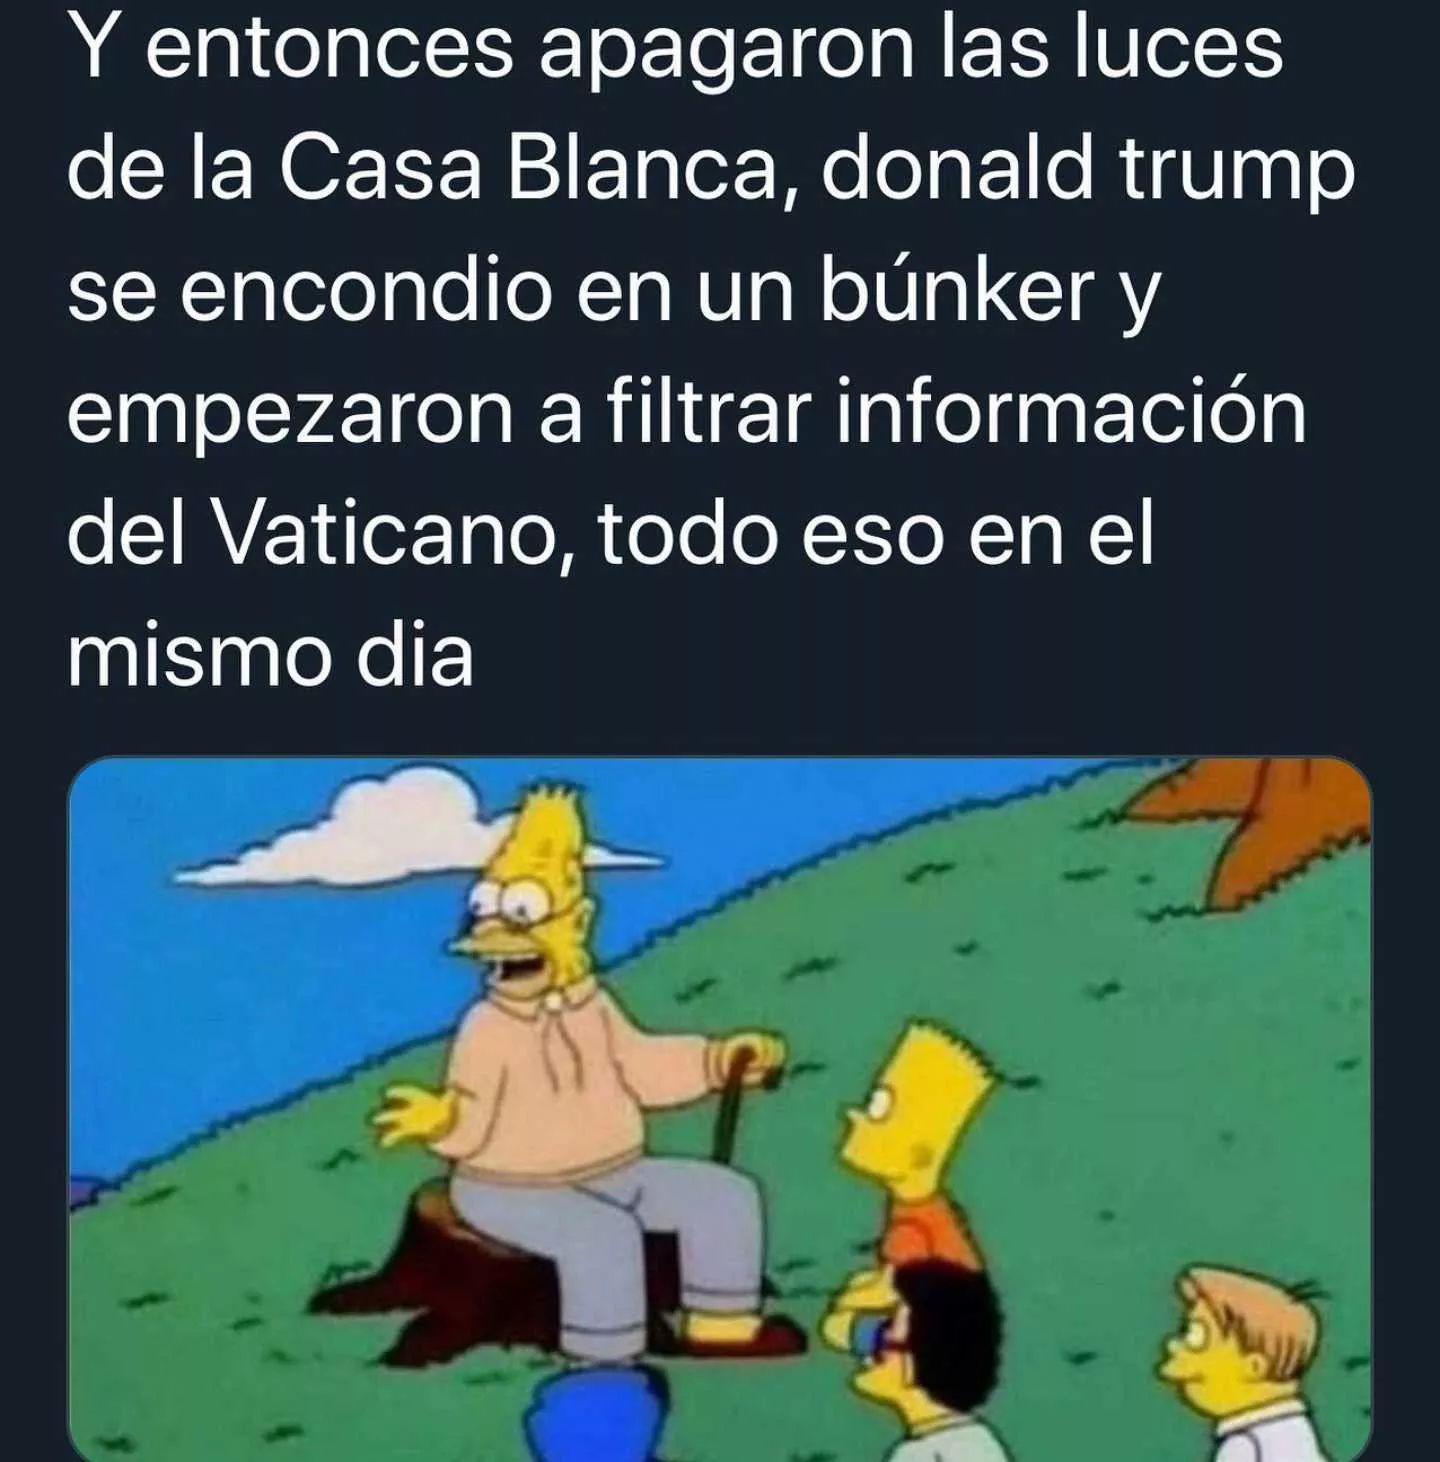 Y entonces apagaron las luces
de la Casa Blanca, donald trump
se encondio en un búnker y
empezaron a filtrar información
del Vaticano, todo eso en el
mismo dia